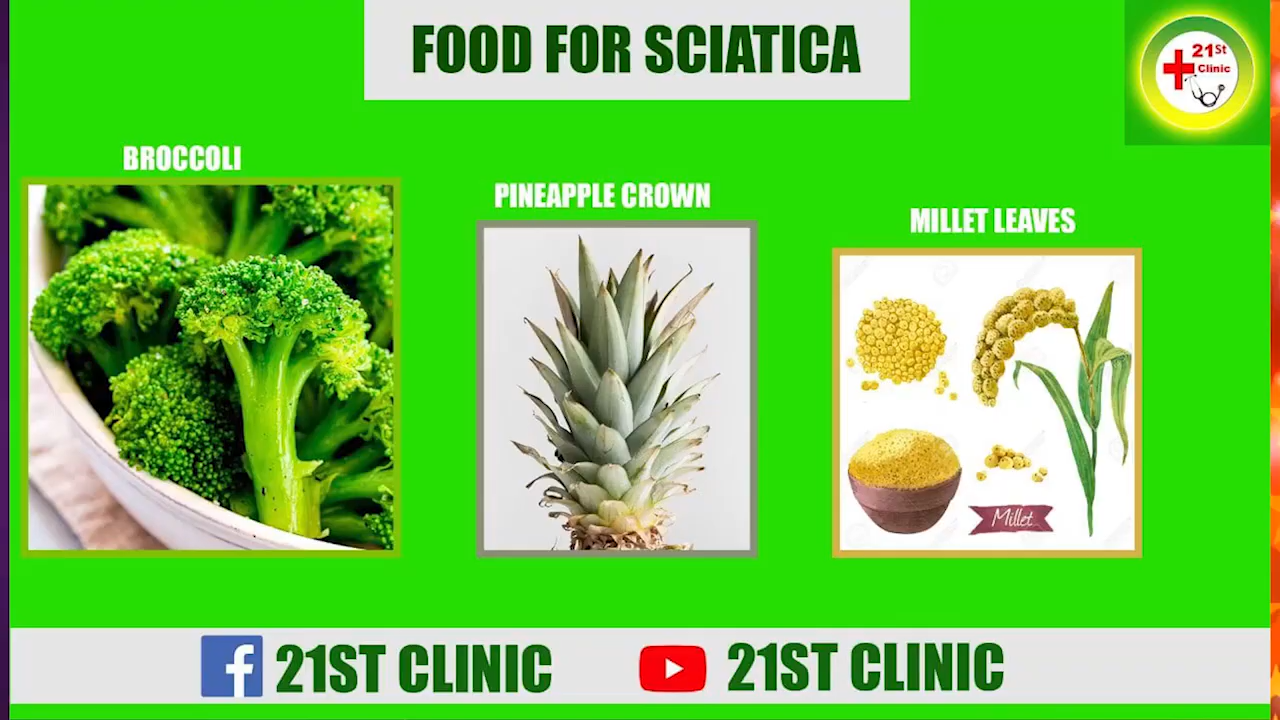 FOOD FOR SCIATICA
21St
Clinic
BROCCOLI
PINEAPPLE CROWN
MILLET LEAVES
Millet
21ST CLINIC
21ST CLINIC